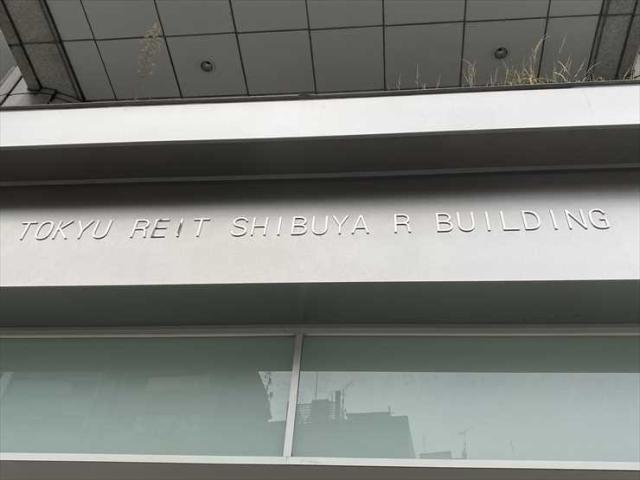 TOKYU REIT SHIBUYA R BUILDING